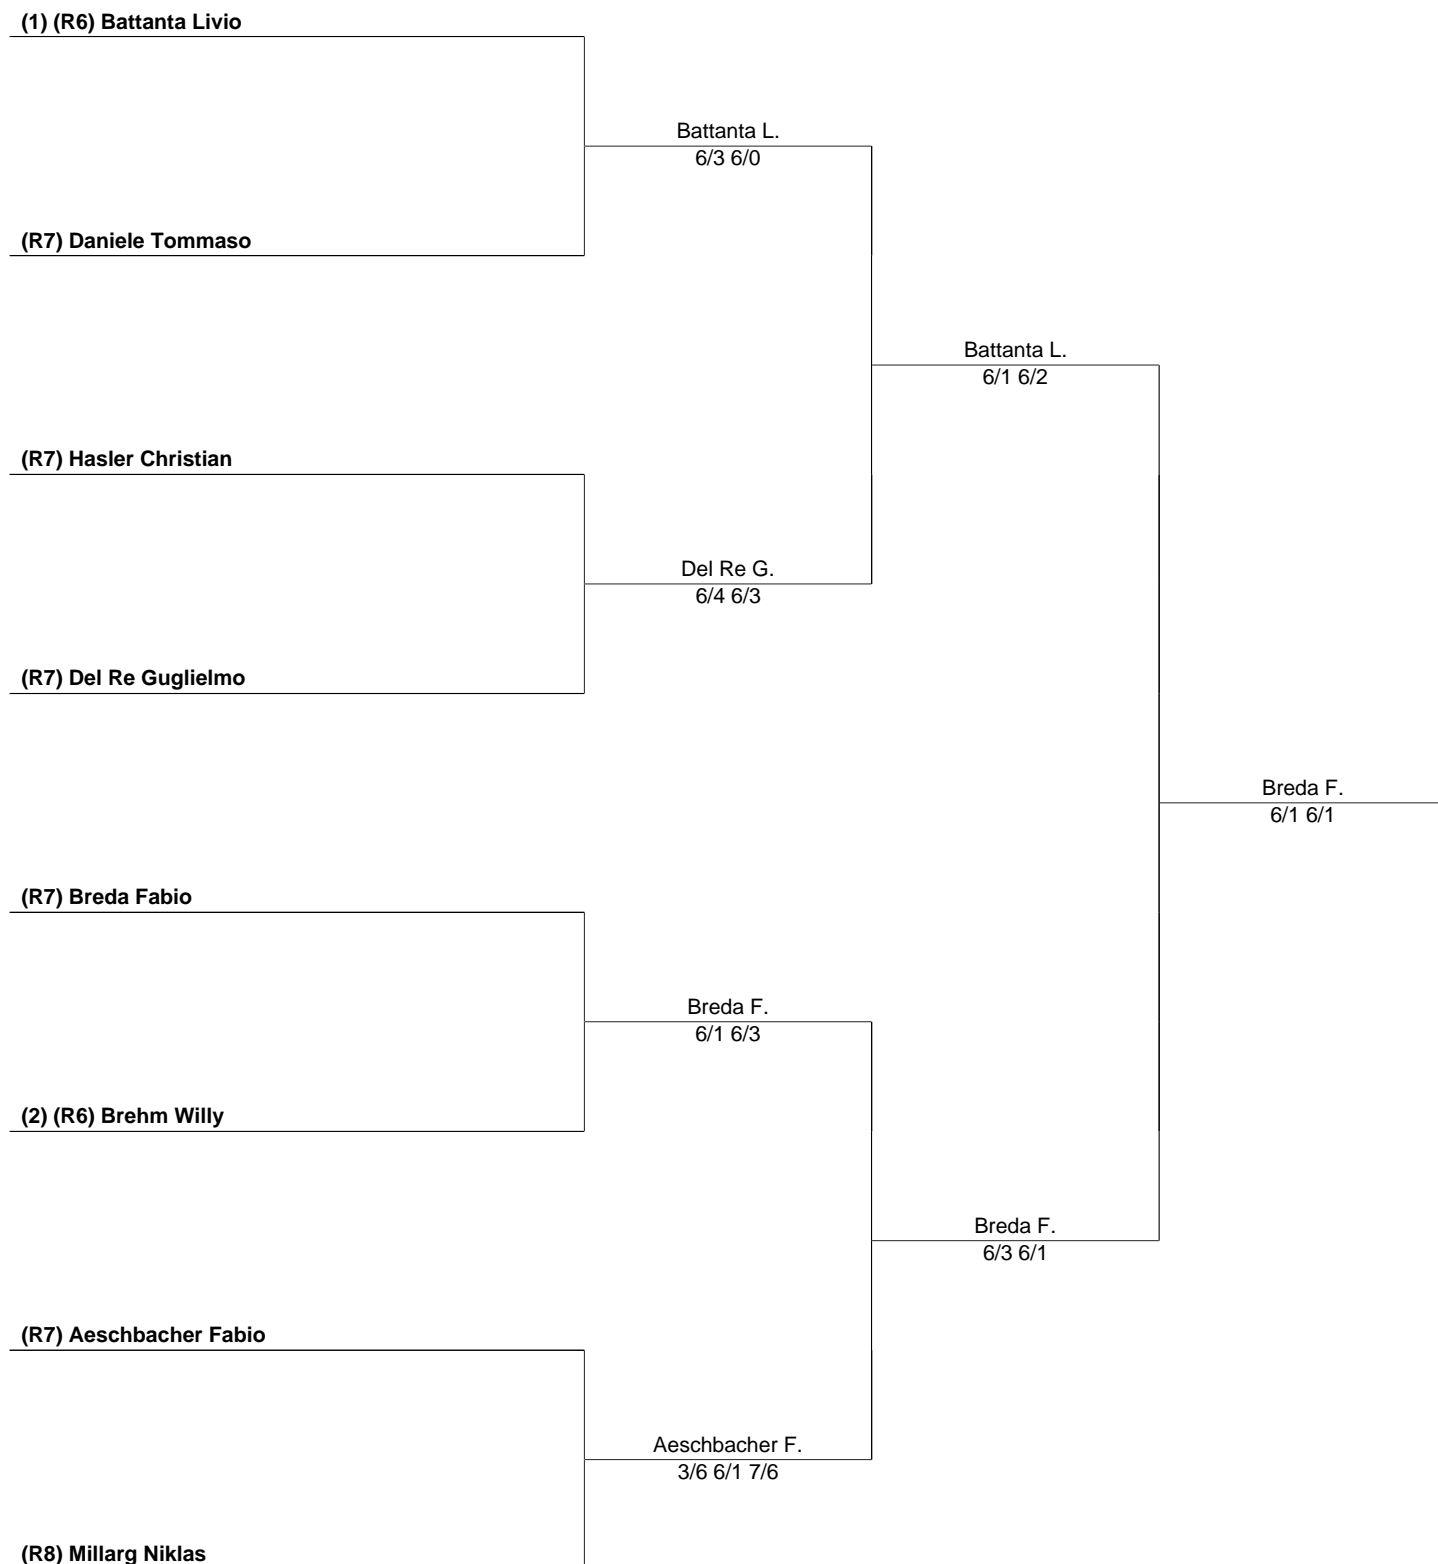 (1) (R6) Battanta Livio
Battanta L.
6/3 6/0
(R7) Daniele Tommaso
Battanta L.
6/1 6/2
(R7) Hasler Christian
Del Re G.
6/4 6/3
(R7) Del Re Guglielmo
Breda F.
6/1 6/1
(R7) Breda Fabio
Breda F.
6/1 6/3
(2) (R6) Brehm Willy
Breda F.
6/3 6/1
(R7) Aeschbacher Fabio
Aeschbacher F.
3/6 6/1 7/6
(R8) Millarg Niklas